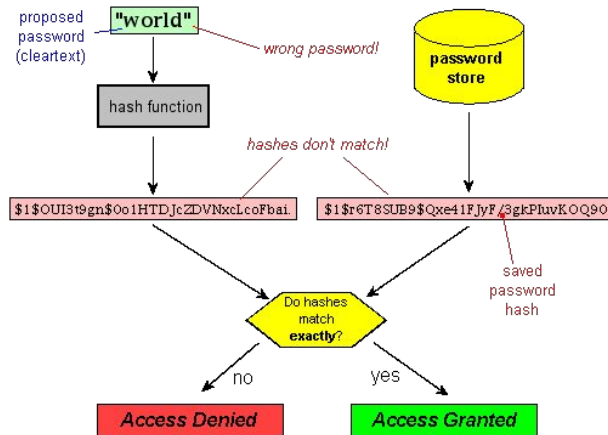 proposed
password
(cleartext)
"world"
wrong password!
password
store
hash function
hashes don't match!
$1$OUI3t9gn$0o1HTDJcZDVNxcLcoFbai.
$1$r6T8SUB9$Qxe41FJyF/3gkPIuvKOQ90
saved
password
hash
Do hashes
match
exactly?
no
yes
Access Denied
Access Granted